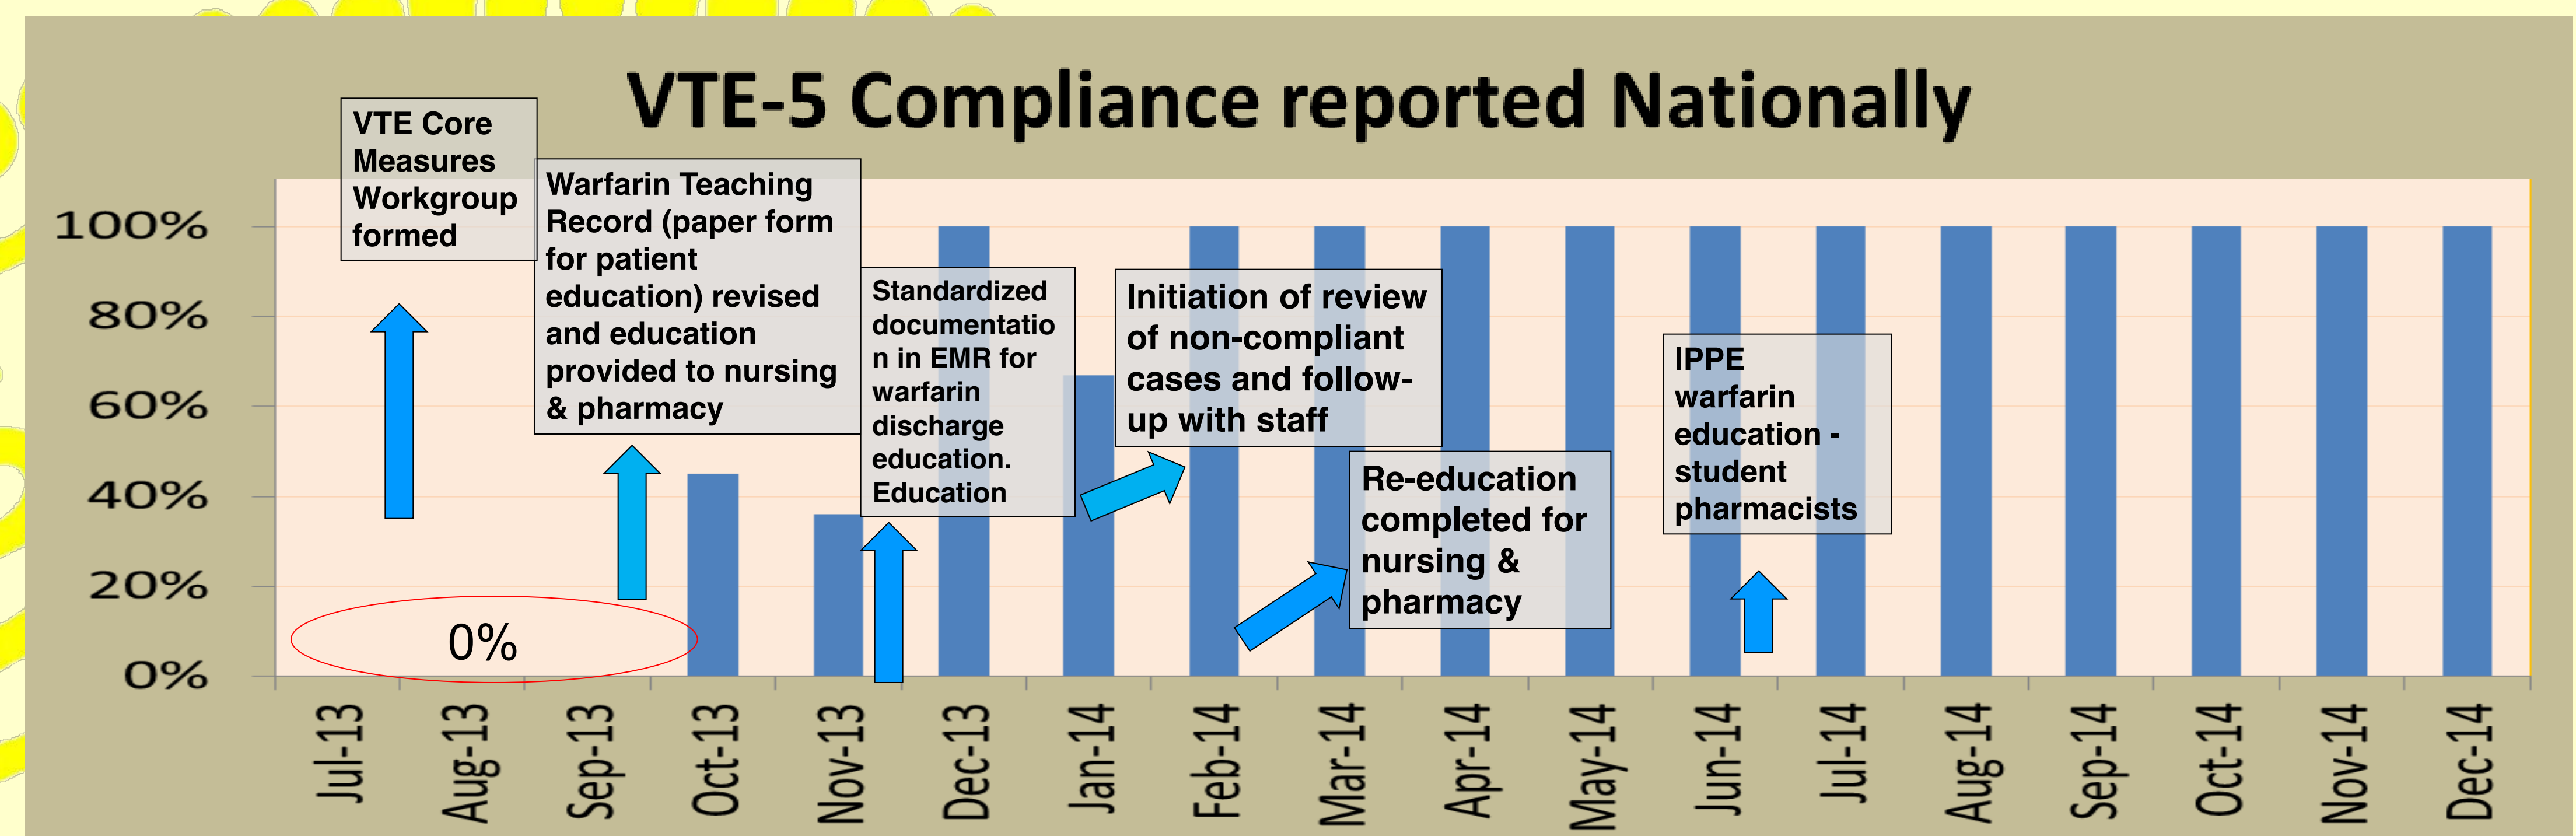 VTE-5 Compliance reported Nationally
VTE Core
Measures
Workgroup
formed
Warfarin Teaching
Record (paper form
for patient
education) revised
and education
provided to nursing
& pharmacy
Standardized
documentatio
n in EMR for
warfarin
discharge
education.
Education
Initiation of review
of non-compliant
cases and follow-
up with staff
Re-education
completed for
nursing &
pharmacy
IPPE
warfarin
education -
student
pharmacists
100%
80%
60%
40%
20%
0%
0%
Jul-13
Aug-13
Sep-13
Oct-13
Nov-13
Dec-13
Jan-14
Feb-14
Mar-14
Apr-14
May-14
Jun-14
Jul-14
Aug-14
Sep-14
Oct-14
Nov-14
Dec-14